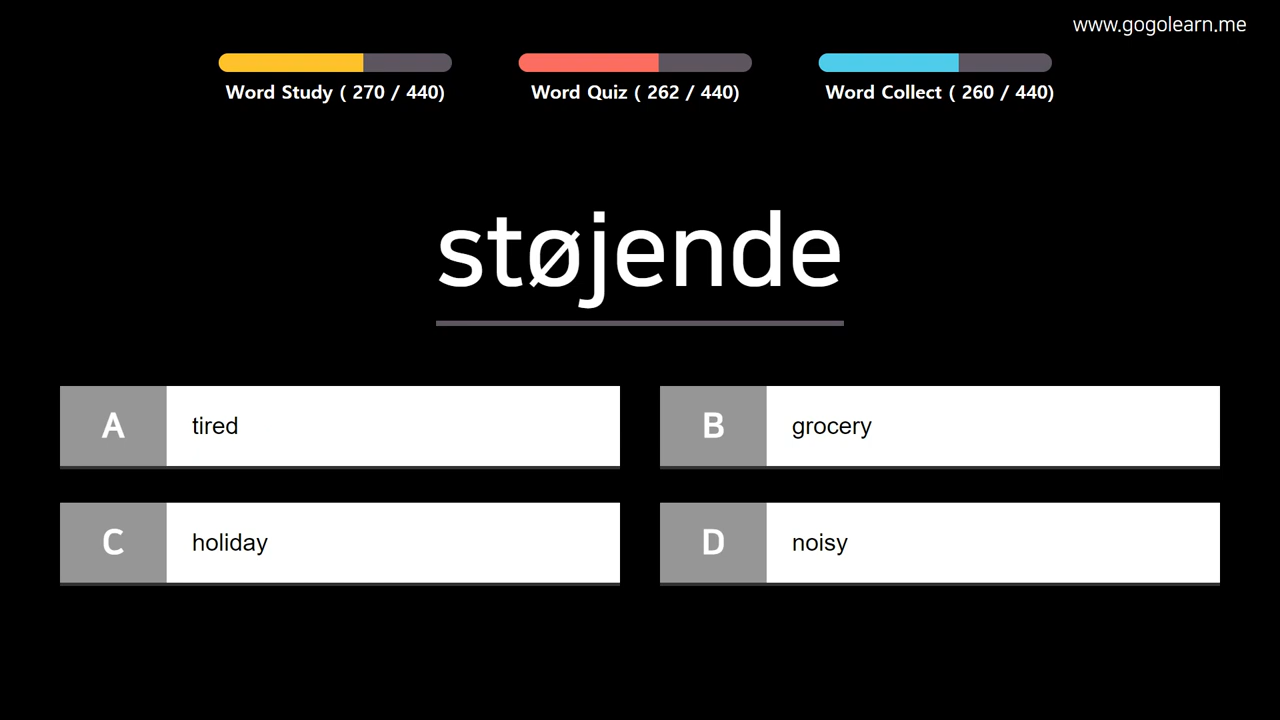 www.gogolearn.me
Word Study ( 270 / 440)
Word Quiz ( 262 / 440)
Word Collect ( 260 / 440)
støjende
A tired
B grocery
C holiday
D noisy